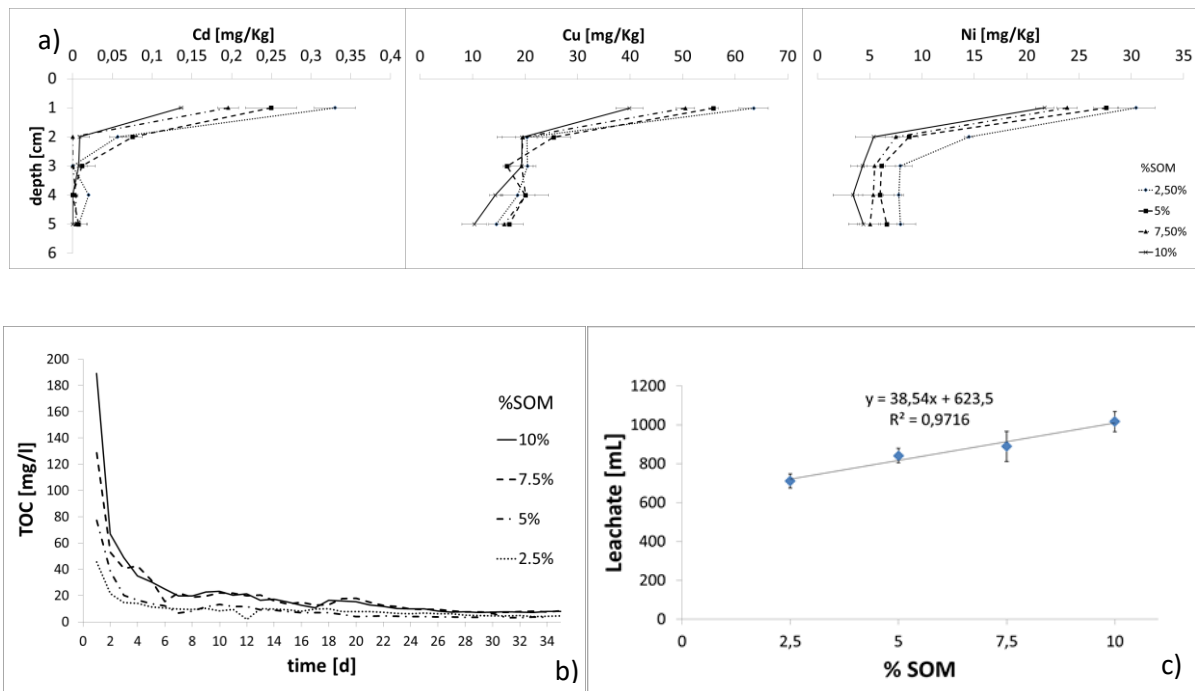 a)
Cd [mg/Kg]
0 0,05 0,1 0,15 0,2 0,25 0,3 0,35 0,4
Cu [mg/Kg]
0 10 20 30 40 50 60 70
Ni [mg/Kg]
0 5 10 15 20 25 30 35
depth [cm]
0
1
2
3
4
5
6
%SOM
2,50%
5%
7,50%
10%
TOC [mg/l]
200
180
160
140
120
100
80
60
40
20
0
%SOM
10%
7.5%
5%
2.5%
0 2 4 6 8 10 12 14 16 18 20 22 24 26 28 30 32 34
time [d]
b)
Leachate [mL]
1200
1000
800
600
400
200
0
y = 38,54x + 623,5
R² = 0,9716
0 2,5 5 7,5 10
% SOM
c)